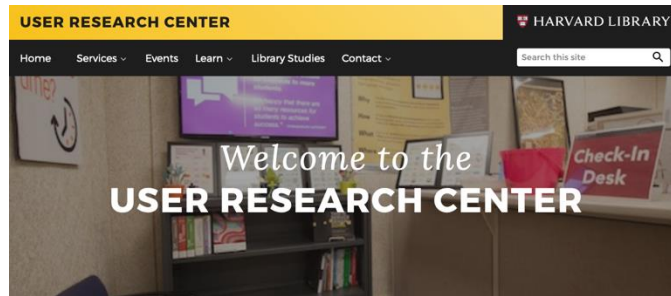 USER RESEARCH CENTER
HARVARD LIBRARY
Home Services Events Learn Library Studies Contact
Search this site
time?
Welcome to the
USER RESEARCH CENTER
Check-In
Desk